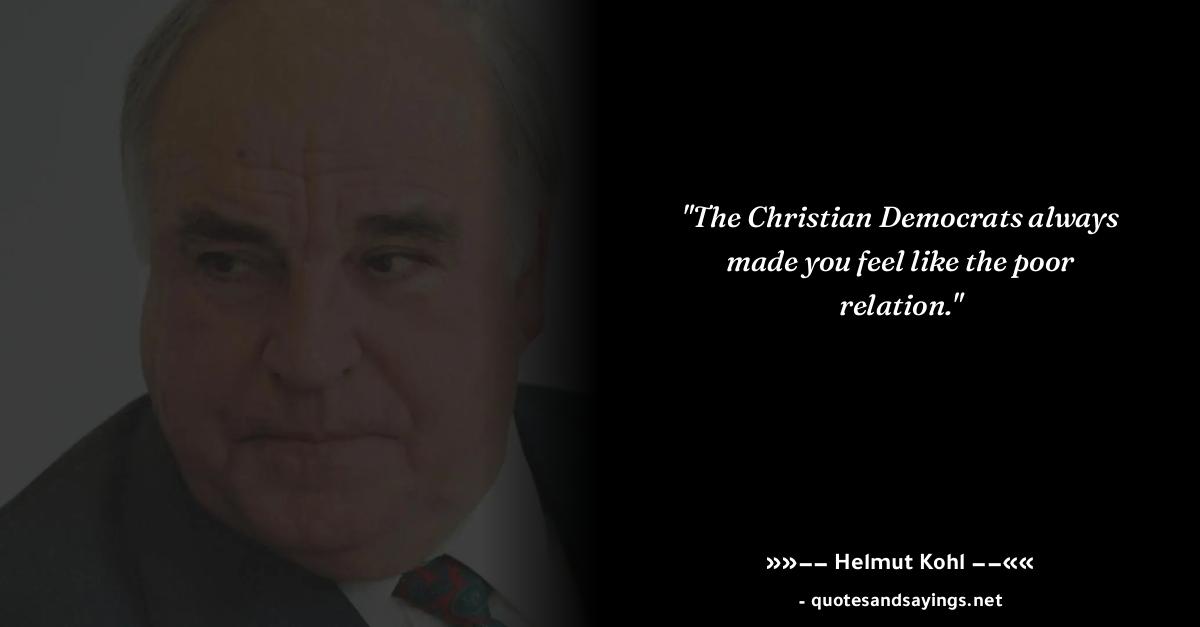 "The Christian Democrats always
made you feel like the poor
relation."
»»−− Helmut Kohl −−««
- quotesandsayings.net